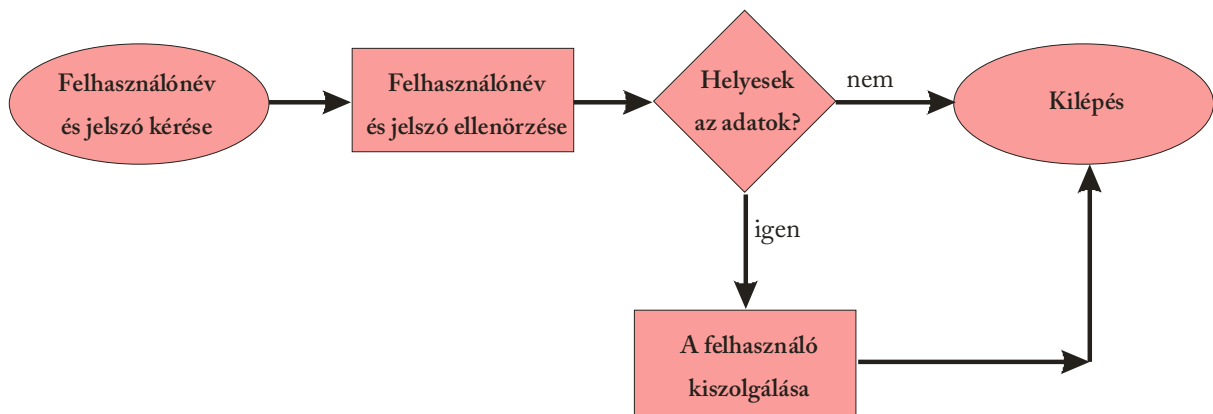 Felhasználónév
és jelszó kérése
Felhasználónév
és jelszó ellenörzése
Helyesek
az adatok?
nem
Kilépés
igen
A felhasználó
kiszolgálása